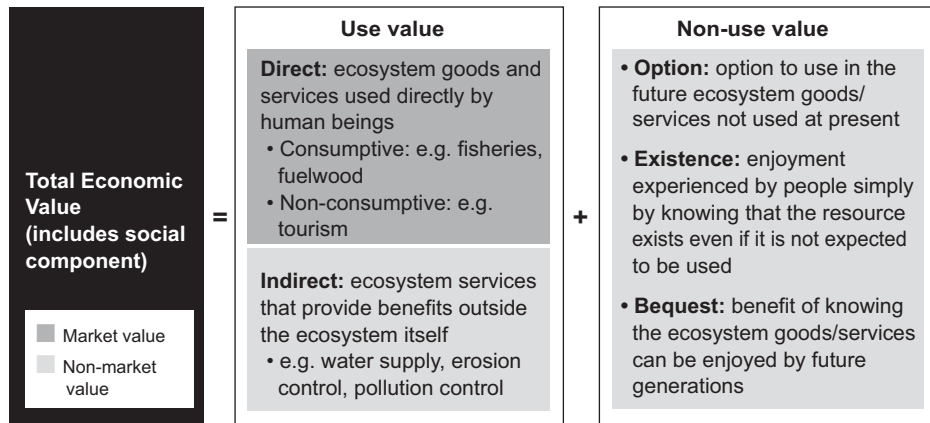 Total Economic
Value
(includes social
component)
Market value
Non-market
value
=
Use value
Direct: ecosystem goods and
services used directly by
human beings
• Consumptive: e.g. fisheries,
fuelwood
• Non-consumptive: e.g.
tourism
Indirect: ecosystem services
that provide benefits outside
the ecosystem itself
• e.g. water supply, erosion
control, pollution control
+
Non-use value
• Option: option to use in the
future ecosystem goods/
services not used at present
• Existence: enjoyment
experienced by people simply
by knowing that the resource
exists even if it is not expected
to be used
• Bequest: benefit of knowing
the ecosystem goods/services
can be enjoyed by future
generations